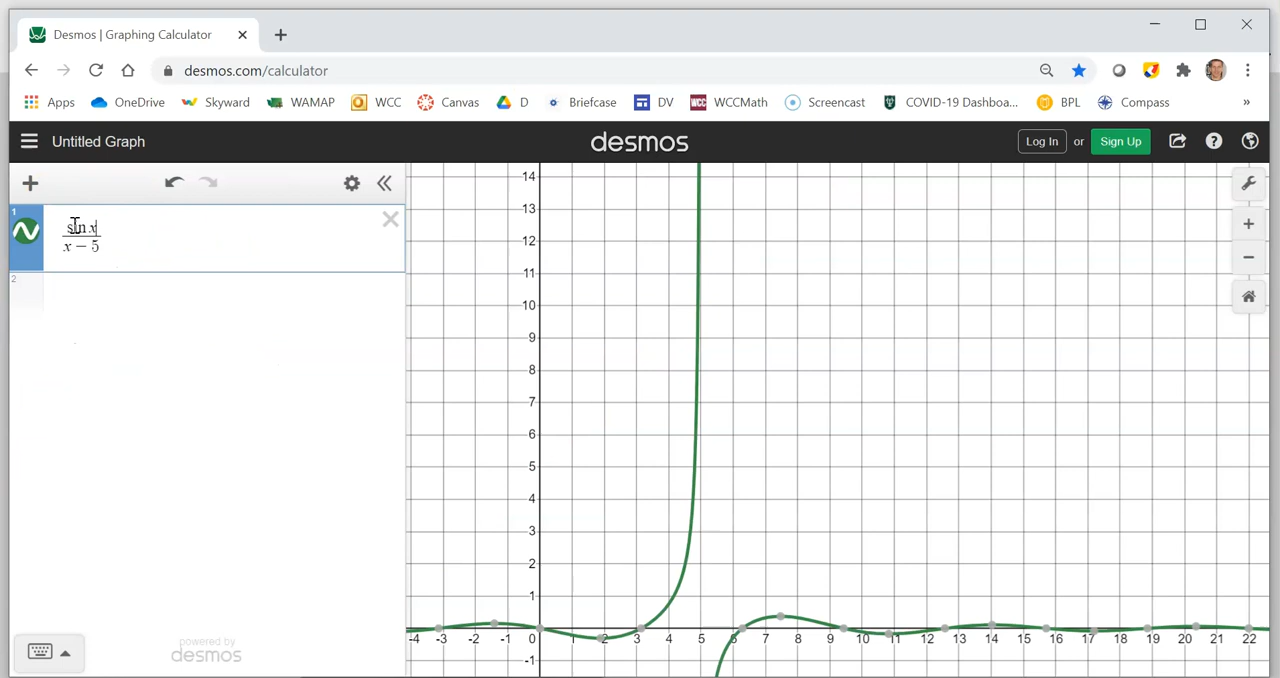 Desmos | Graphing Calculator
desmos.com/calculator
Apps OneDrive Skyward WAMAP WCC Canvas D Briefcase DV WCCMath Screencast COVID-19 Dashboa... BPL Compass »
Untitled Graph desmos Log In or Sign Up
1
sin x
x − 5
2
powered by
desmos
14
13
12
11
10
9
8
7
6
5
4
3
2
1
-4 -3 -2 -1 0 1 2 3 4 5 6 7 8 9 10 11 12 13 14 15 16 17 18 19 20 21 22
-1